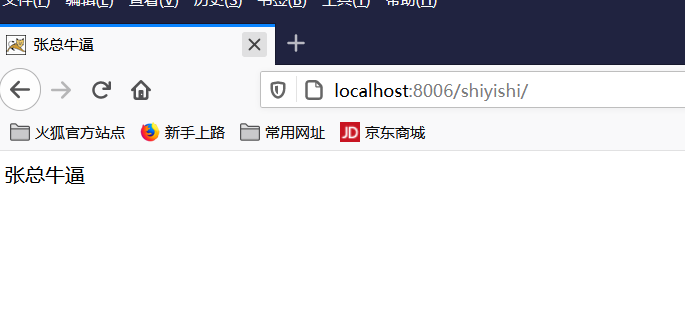 文件(F) 编辑(E) 查看(V) 历史(S) 书签(B) 工具(T) 帮助(H)
张总牛逼
localhost:8006/shiyishi/
火狐官方站点 新手上路 常用网址 JD 京东商城
张总牛逼